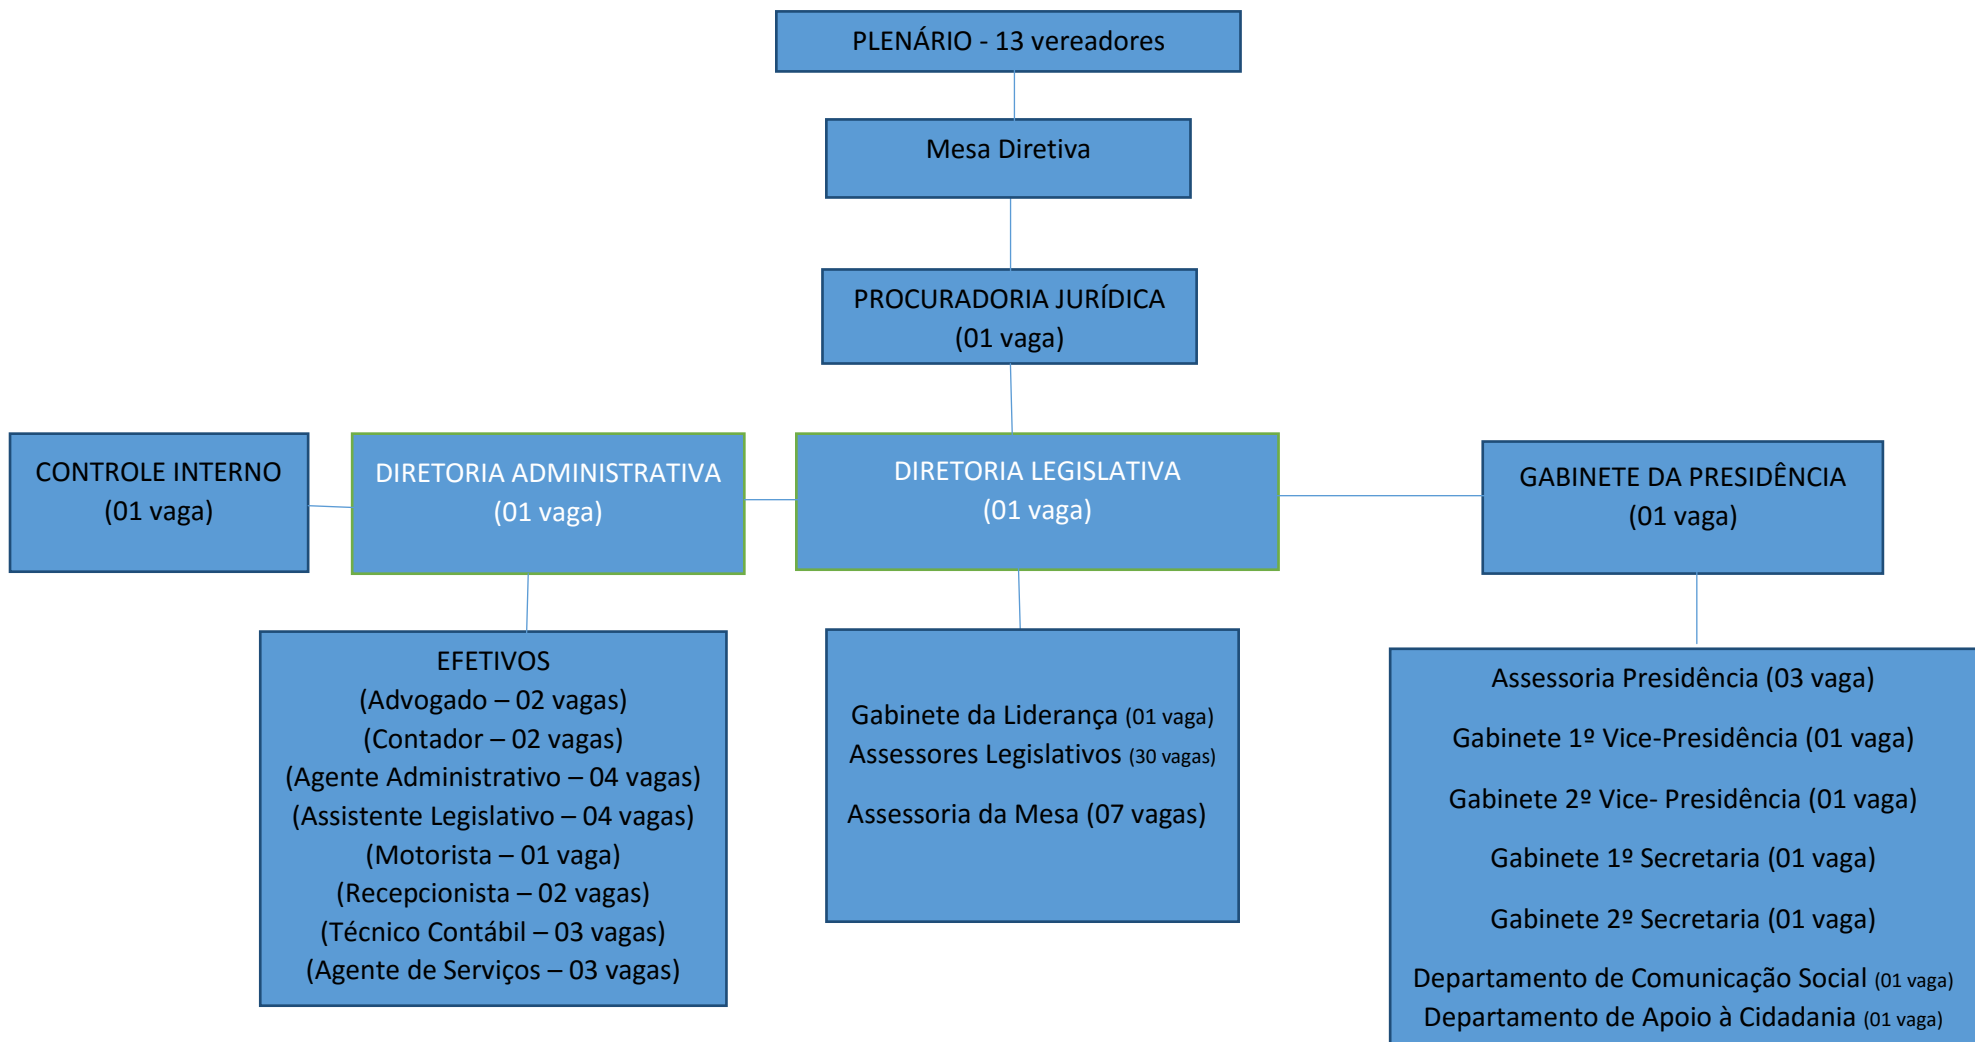 PLENÁRIO - 13 vereadores
Mesa Diretiva
PROCURADORIA JURÍDICA
(01 vaga)
CONTROLE INTERNO
(01 vaga)
DIRETORIA ADMINISTRATIVA
(01 vaga)
DIRETORIA LEGISLATIVA
(01 vaga)
GABINETE DA PRESIDÊNCIA
(01 vaga)
EFETIVOS
(Advogado – 02 vagas)
(Contador – 02 vagas)
(Agente Administrativo – 04 vagas)
(Assistente Legislativo – 04 vagas)
(Motorista – 01 vaga)
(Recepcionista – 02 vagas)
(Técnico Contábil – 03 vagas)
(Agente de Serviços – 03 vagas)
Gabinete da Liderança (01 vaga)
Assessores Legislativos (30 vagas)
Assessoria da Mesa (07 vagas)
Assessoria Presidência (03 vaga)
Gabinete 1º Vice-Presidência (01 vaga)
Gabinete 2º Vice- Presidência (01 vaga)
Gabinete 1º Secretaria (01 vaga)
Gabinete 2º Secretaria (01 vaga)
Departamento de Comunicação Social (01 vaga)
Departamento de Apoio à Cidadania (01 vaga)